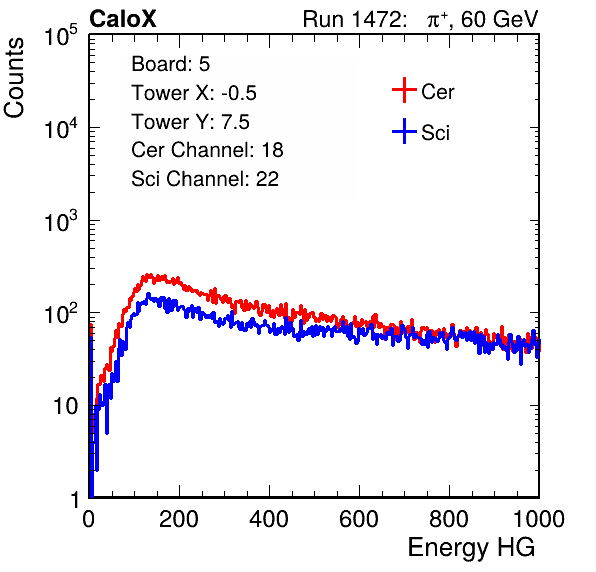 CaloX Run 1472: π⁺, 60 GeV
Counts
Board: 5
Tower X: -0.5
Tower Y: 7.5
Cer Channel: 18
Sci Channel: 22
Cer
Sci
10⁵
10⁴
10³
10²
10
1
0 200 400 600 800 1000
Energy HG